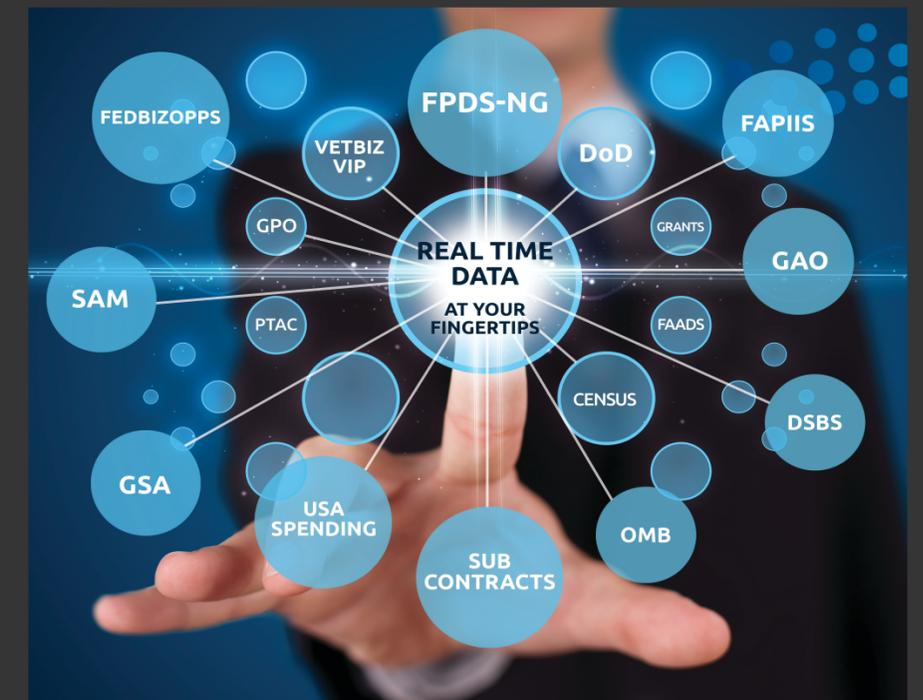 FPDS-NG
FEDBIZOPPS
FAPIIS
VETBIZ
VIP
DoD
GPO
GRANTS
REAL TIME
DATA
AT YOUR
FINGERTIPS
GAO
SAM
PTAC
FAADS
CENSUS
DSBS
GSA
USA
SPENDING
OMB
SUB
CONTRACTS